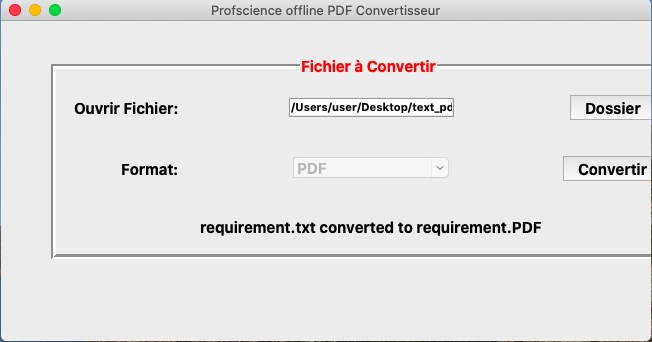 Profscience offline PDF Convertisseur
Fichier à Convertir
Ouvrir Fichier: /Users/user/Desktop/text_pd Dossier
Format: PDF Convertir
requirement.txt converted to requirement.PDF